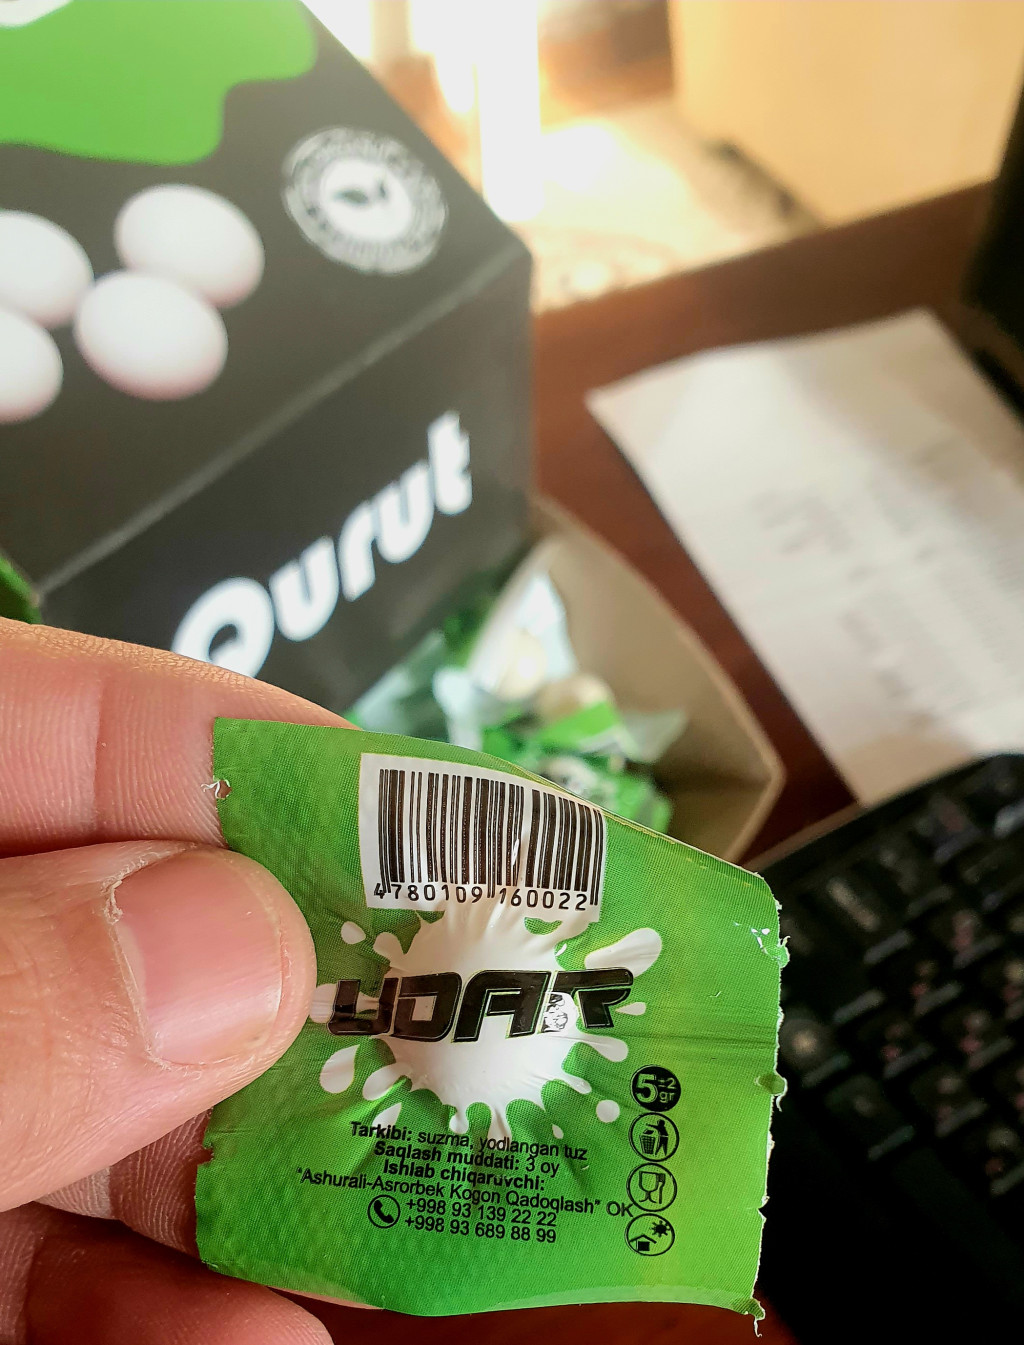 Qurut
4780109160022
UDAR
5±2
gr
Tarkibi: suzma, yodlangan tuz
Saqlash muddati: 3 oy
Ishlab chiqaruvchi:
"Ashurali-Asrorbek Kogon Qadoqlash" OK
+998 93 139 22 22
+998 93 689 88 99